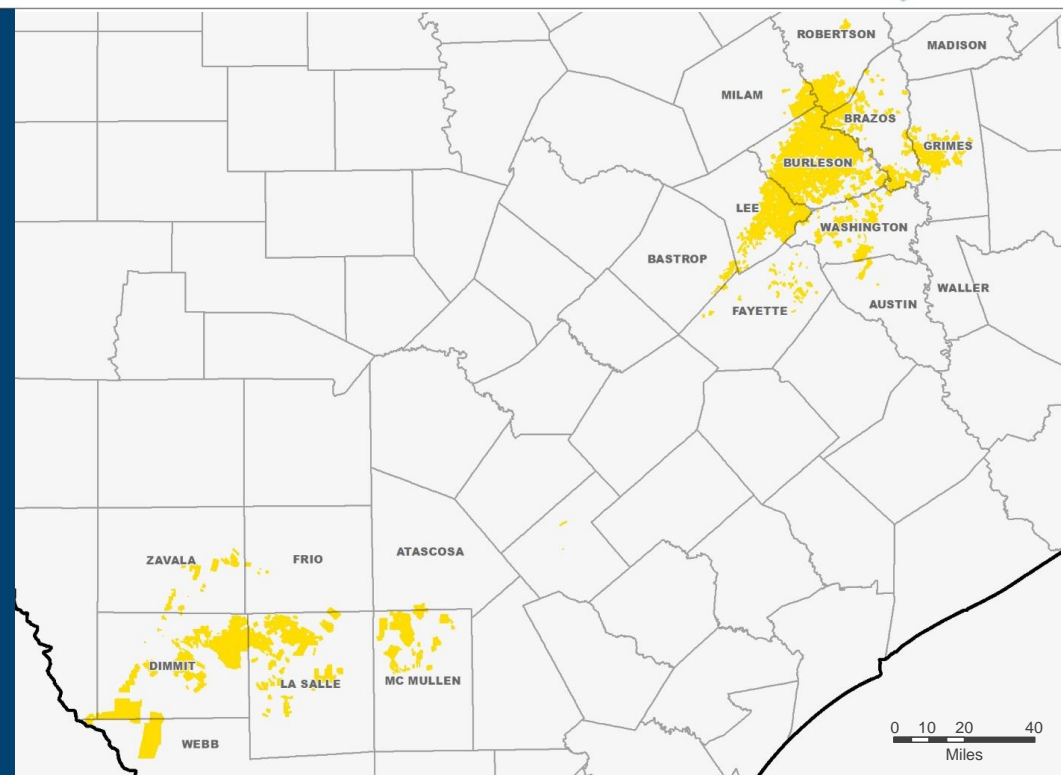 ROBERTSON
MADISON
MILAM
BRAZOS
GRIMES
BURLESON
LEE
WASHINGTON
BASTROP
WALLER
AUSTIN
FAYETTE
ZAVALA
FRIO
ATASCOSA
DIMMIT
LA SALLE
MC MULLEN
WEBB
0 10 20 40
Miles